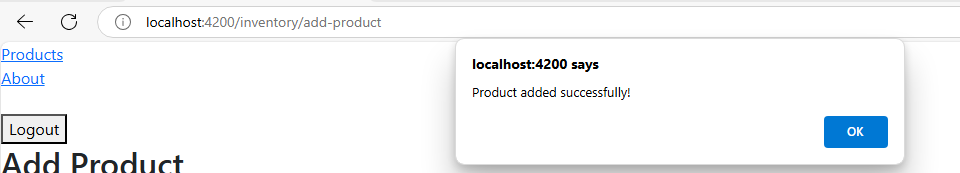 localhost:4200/inventory/add-product
Products
About
localhost:4200 says
Product added successfully!
OK
Logout
Add Product